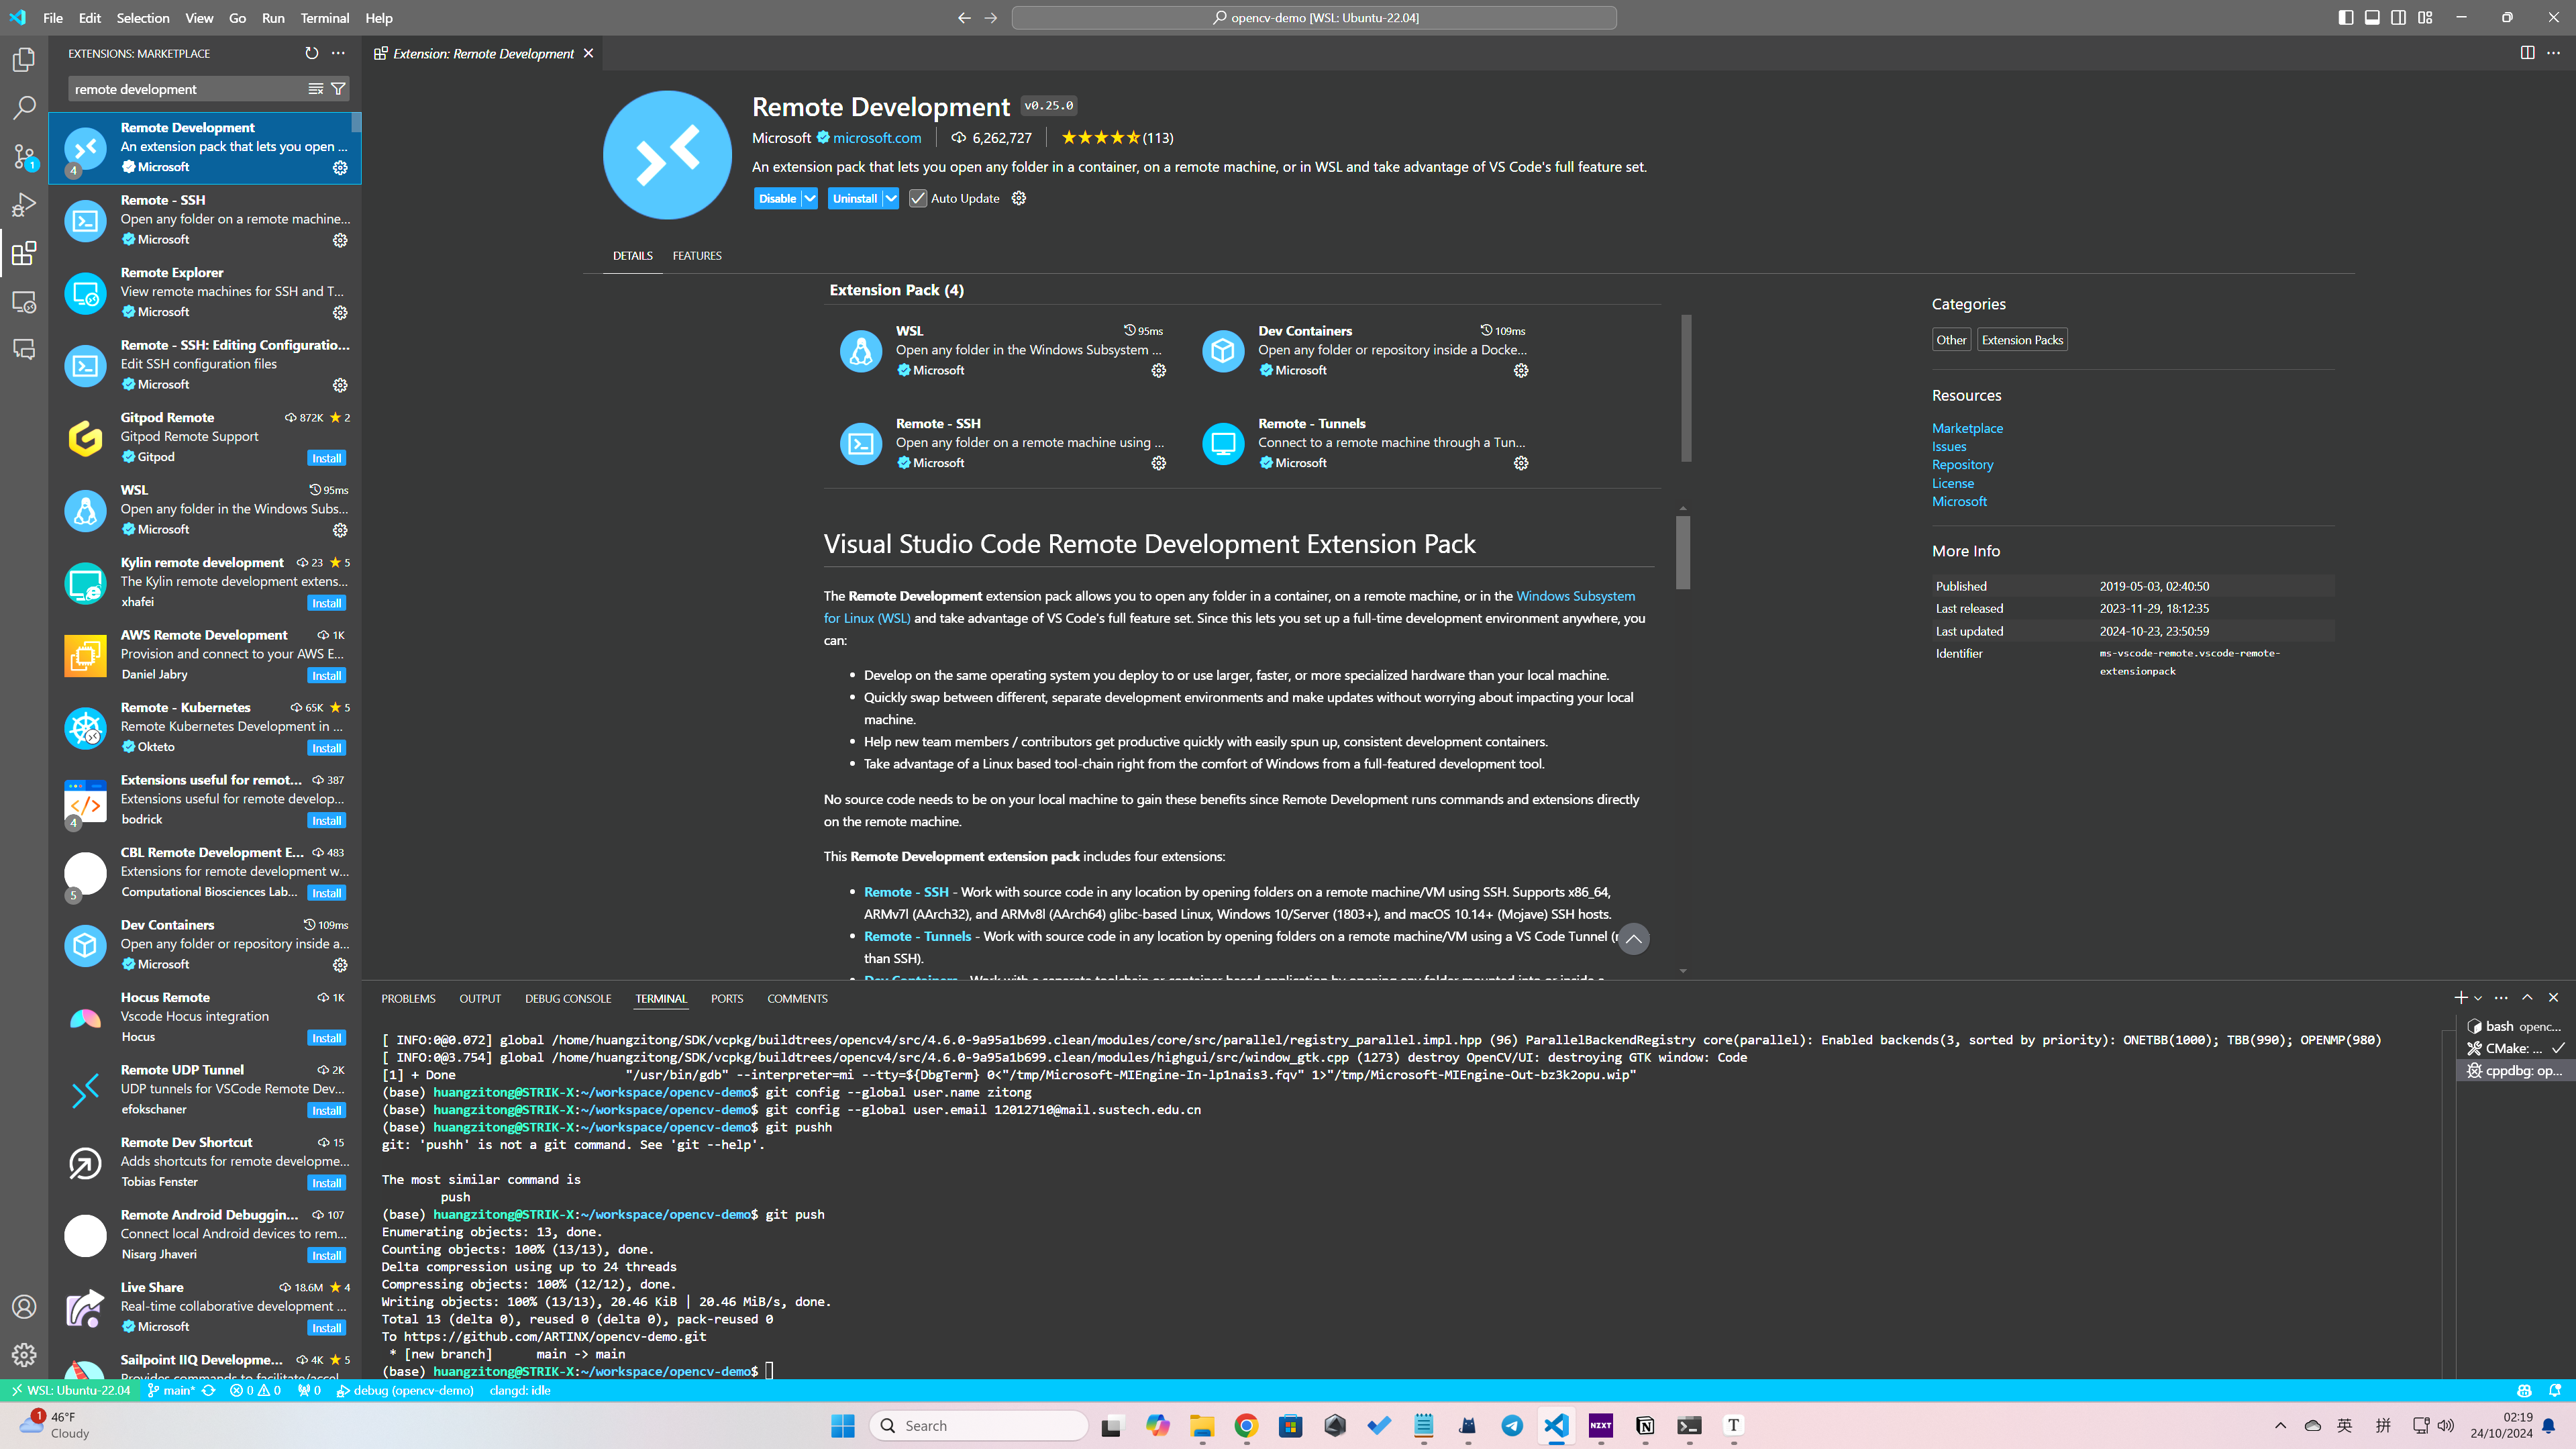 File Edit Selection View Go Run Terminal Help
opencv-demo [WSL: Ubuntu-22.04]
EXTENSIONS: MARKETPLACE
remote development
Remote Development
An extension pack that lets you open ...
4
Microsoft
Remote - SSH
Open any folder on a remote machine...
Microsoft
Remote Explorer
View remote machines for SSH and T...
Microsoft
Remote - SSH: Editing Configuratio...
Edit SSH configuration files
Microsoft
Gitpod Remote 872K 2
Gitpod Remote Support
Gitpod Install
WSL 95ms
Open any folder in the Windows Subs...
Microsoft
Kylin remote development 23 5
The Kylin remote development extens...
xhafei Install
AWS Remote Development 1K
Provision and connect to your AWS E...
Daniel Jabry Install
Remote - Kubernetes 65K 5
Remote Kubernetes Development in ...
Okteto Install
Extensions useful for remot... 387
Extensions useful for remote develop...
4
bodrick Install
CBL Remote Development E... 483
Extensions for remote development w...
5
Computational Biosciences Lab... Install
Dev Containers 109ms
Open any folder or repository inside a...
Microsoft
Hocus Remote 1K
Vscode Hocus integration
Hocus Install
Remote UDP Tunnel 2K
UDP tunnels for VSCode Remote Dev...
efokschaner Install
Remote Dev Shortcut 15
Adds shortcuts for remote developme...
Tobias Fenster Install
Remote Android Debuggin... 107
Connect local Android devices to rem...
Nisarg Jhaveri Install
Live Share 18.6M 4
Real-time collaborative development ...
Microsoft Install
Sailpoint IIQ Developme... 4K 5
Provides commands to facilitate/accel...
1
Extension: Remote Development
Remote Development v0.25.0
Microsoft microsoft.com 6,262,727 (113)
An extension pack that lets you open any folder in a container, on a remote machine, or in WSL and take advantage of VS Code's full feature set.
Disable Uninstall Auto Update
DETAILS FEATURES
Extension Pack (4)
WSL 95ms
Open any folder in the Windows Subsystem ...
Microsoft
Dev Containers 109ms
Open any folder or repository inside a Docke...
Microsoft
Remote - SSH
Open any folder on a remote machine using ...
Microsoft
Remote - Tunnels
Connect to a remote machine through a Tun...
Microsoft
Visual Studio Code Remote Development Extension Pack
The Remote Development extension pack allows you to open any folder in a container, on a remote machine, or in the Windows Subsystem
for Linux (WSL) and take advantage of VS Code's full feature set. Since this lets you set up a full-time development environment anywhere, you
can:
• Develop on the same operating system you deploy to or use larger, faster, or more specialized hardware than your local machine.
• Quickly swap between different, separate development environments and make updates without worrying about impacting your local
machine.
• Help new team members / contributors get productive quickly with easily spun up, consistent development containers.
• Take advantage of a Linux based tool-chain right from the comfort of Windows from a full-featured development tool.
No source code needs to be on your local machine to gain these benefits since Remote Development runs commands and extensions directly
on the remote machine.
This Remote Development extension pack includes four extensions:
• Remote - SSH - Work with source code in any location by opening folders on a remote machine/VM using SSH. Supports x86_64,
ARMv7l (AArch32), and ARMv8l (AArch64) glibc-based Linux, Windows 10/Server (1803+), and macOS 10.14+ (Mojave) SSH hosts.
• Remote - Tunnels - Work with source code in any location by opening folders on a remote machine/VM using a VS Code Tunnel (
than SSH).
• Dev Containers - Work with a separate toolchain or container based application by opening any folder mounted into or inside a
Categories
Other Extension Packs
Resources
Marketplace
Issues
Repository
License
Microsoft
More Info
Published 2019-05-03, 02:40:50
Last released 2023-11-29, 18:12:35
Last updated 2024-10-23, 23:50:59
Identifier ms-vscode-remote.vscode-remote-
extensionpack
PROBLEMS OUTPUT DEBUG CONSOLE TERMINAL PORTS COMMENTS
[ INFO:0@0.072] global /home/huangzitong/SDK/vcpkg/buildtrees/opencv4/src/4.6.0-9a95a1b699.clean/modules/core/src/parallel/registry_parallel.impl.hpp (96) ParallelBackendRegistry core(parallel): Enabled backends(3, sorted by priority): ONETBB(1000); TBB(990); OPENMP(980)
[ INFO:0@3.754] global /home/huangzitong/SDK/vcpkg/buildtrees/opencv4/src/4.6.0-9a95a1b699.clean/modules/highgui/src/window_gtk.cpp (1273) destroy OpenCV/UI: destroying GTK window: Code
[1] + Done "/usr/bin/gdb" --interpreter=mi --tty=${DbgTerm} 0<"/tmp/Microsoft-MIEngine-In-lp1nais3.fqv" 1>"/tmp/Microsoft-MIEngine-Out-bz3k2opu.wip"
(base) huangzitong@STRIK-X:~/workspace/opencv-demo$ git config --global user.name zitong
(base) huangzitong@STRIK-X:~/workspace/opencv-demo$ git config --global user.email 12012710@mail.sustech.edu.cn
(base) huangzitong@STRIK-X:~/workspace/opencv-demo$ git pushh
git: 'pushh' is not a git command. See 'git --help'.
The most similar command is
push
(base) huangzitong@STRIK-X:~/workspace/opencv-demo$ git push
Enumerating objects: 13, done.
Counting objects: 100% (13/13), done.
Delta compression using up to 24 threads
Compressing objects: 100% (12/12), done.
Writing objects: 100% (13/13), 20.46 KiB | 20.46 MiB/s, done.
Total 13 (delta 0), reused 0 (delta 0), pack-reused 0
To https://github.com/ARTINX/opencv-demo.git
* [new branch] main -> main
(base) huangzitong@STRIK-X:~/workspace/opencv-demo$
bash openc...
CMake: ...
cppdbg: op...
WSL: Ubuntu-22.04 main* 0 0 0 debug (opencv-demo) clangd: idle
1
46°F
Cloudy
Search
NZXT
N
T
英
拼
02:19
24/10/2024